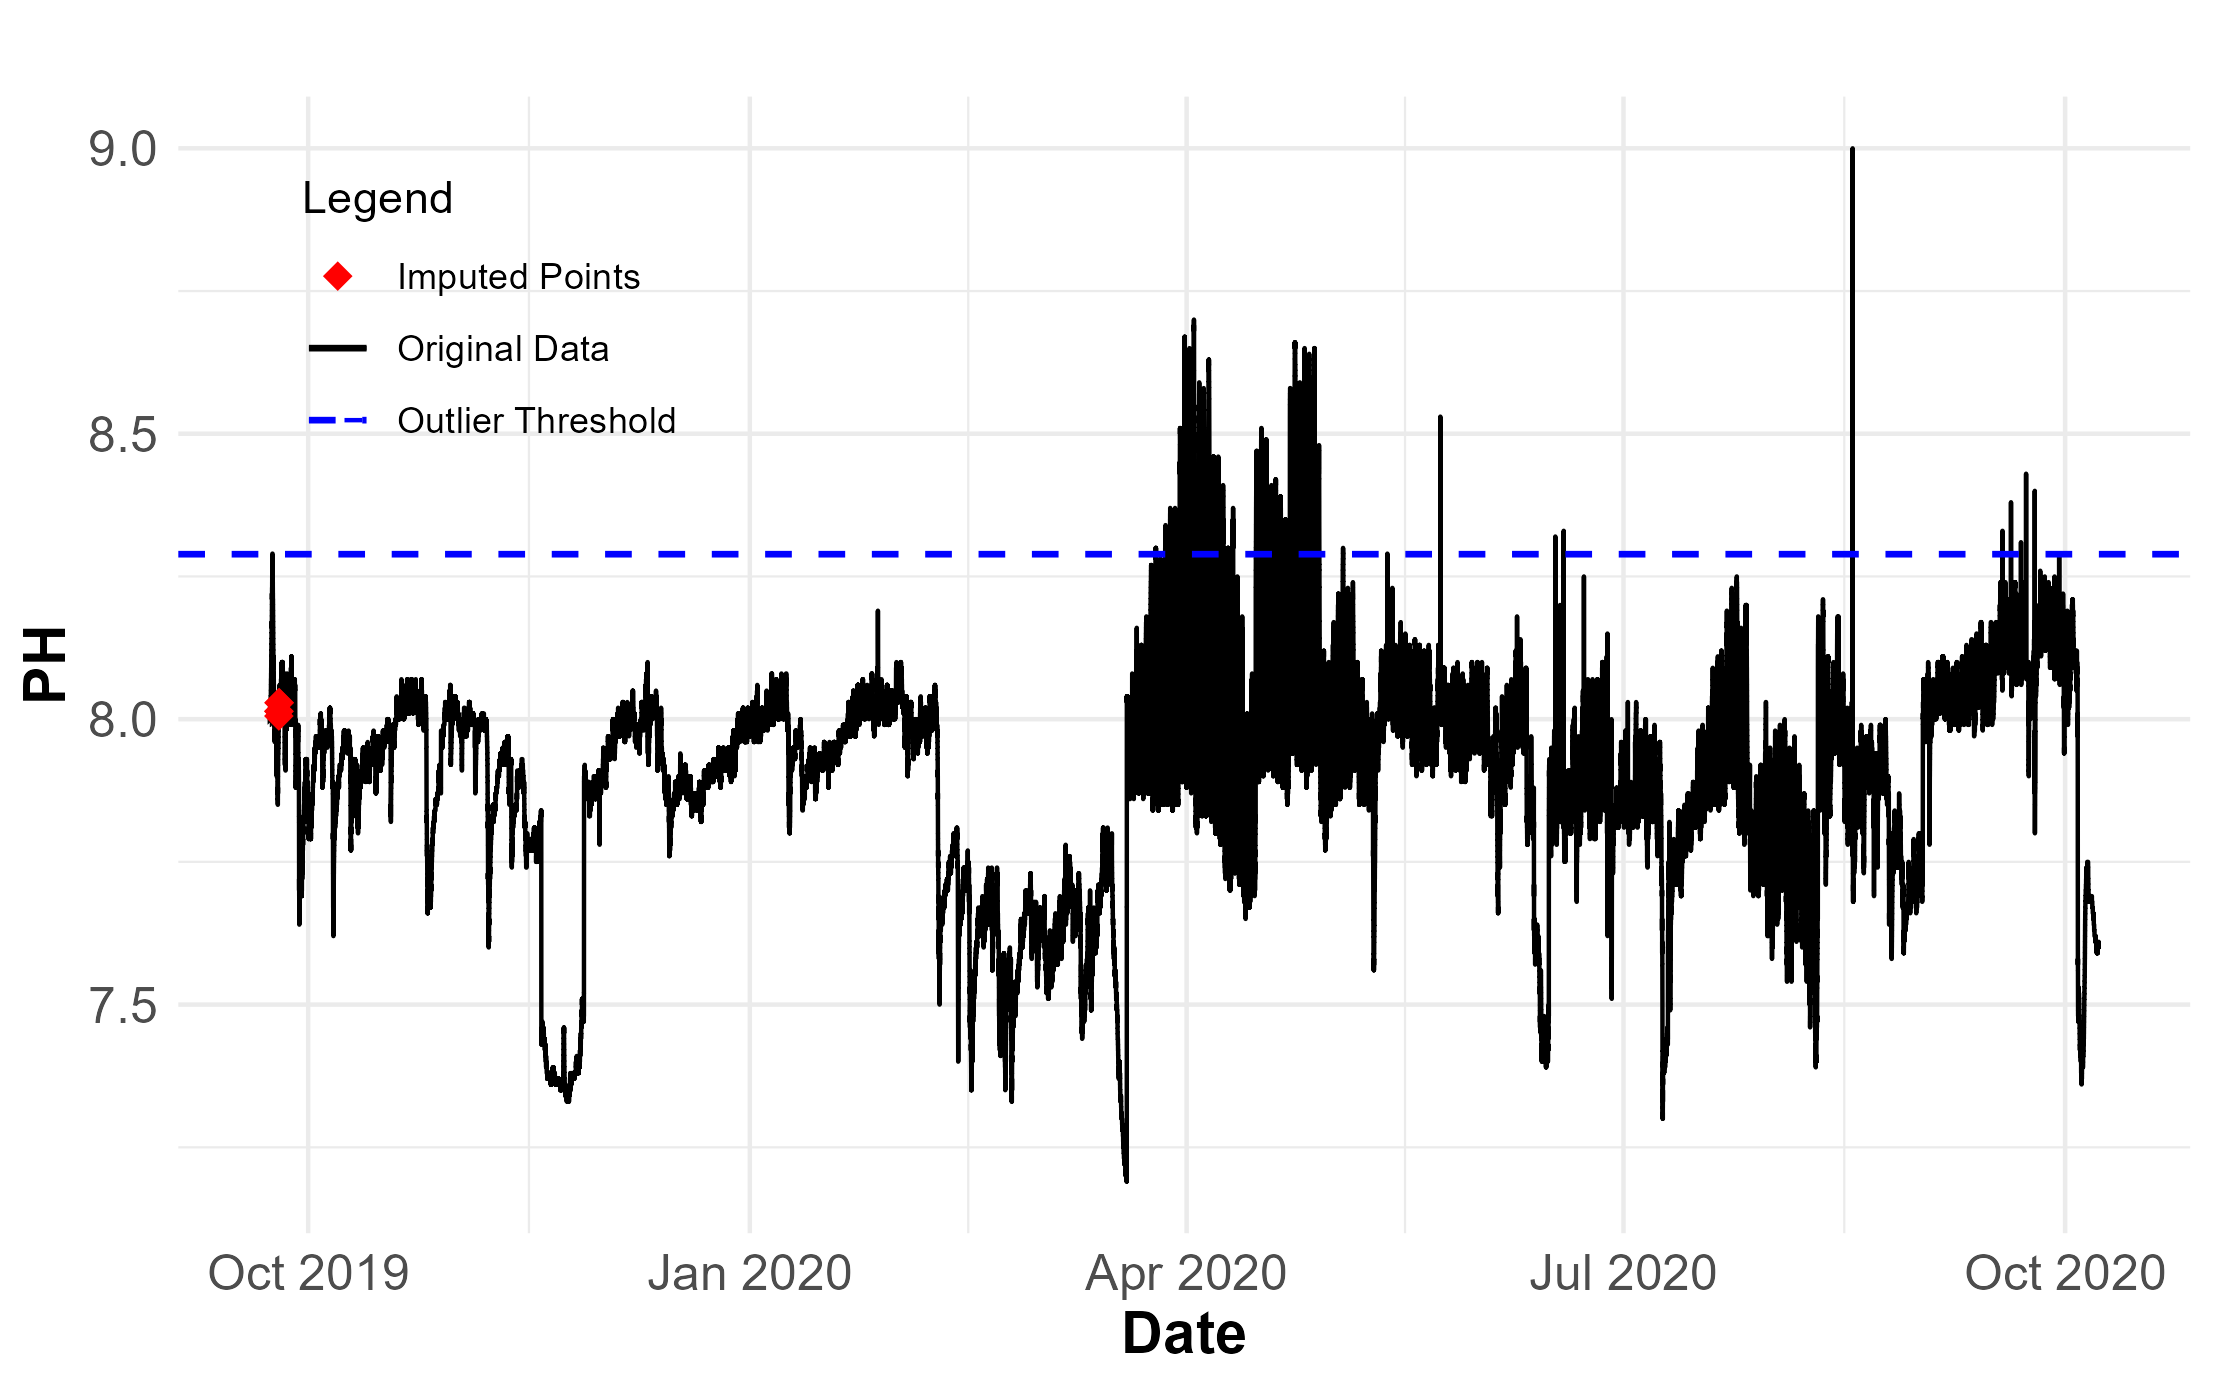 9.0
8.5
8.0
7.5
PH
Legend
Imputed Points
Original Data
Outlier Threshold
Oct 2019
Jan 2020
Apr 2020
Jul 2020
Oct 2020
Date